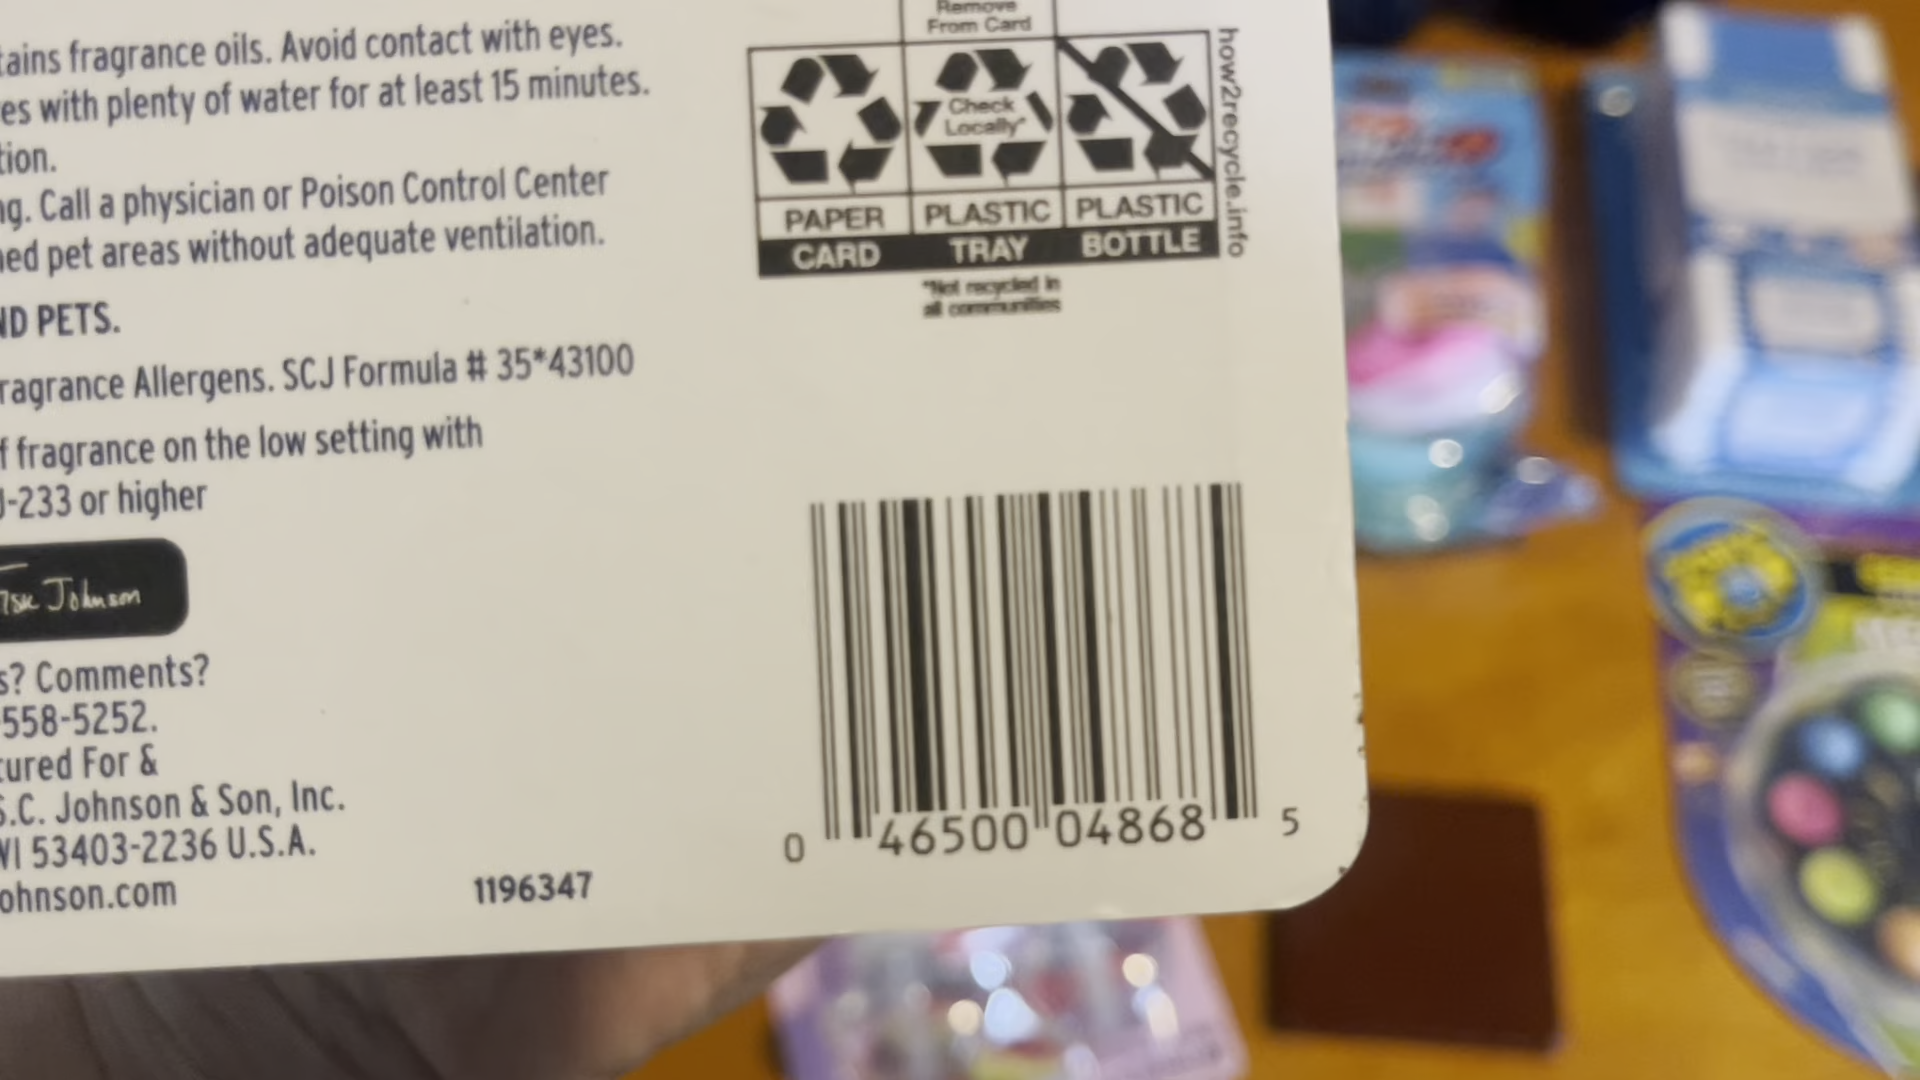 tains fragrance oils. Avoid contact with eyes.
es with plenty of water for at least 15 minutes.
tion.
ng. Call a physician or Poison Control Center
ned pet areas without adequate ventilation.
ND PETS.
ragrance Allergens. SCJ Formula # 35*43100
f fragrance on the low setting with
J-233 or higher
Johnson
s? Comments?
-558-5252.
tured For &
S.C. Johnson & Son, Inc.
WI 53403-2236 U.S.A.
ohnson.com
1196347
Remove
From Card
Check
Locally*
PAPER
CARD
PLASTIC
TRAY
PLASTIC
BOTTLE
how2recycle.info
*Not recycled in
all communities
0 46500 04868 5